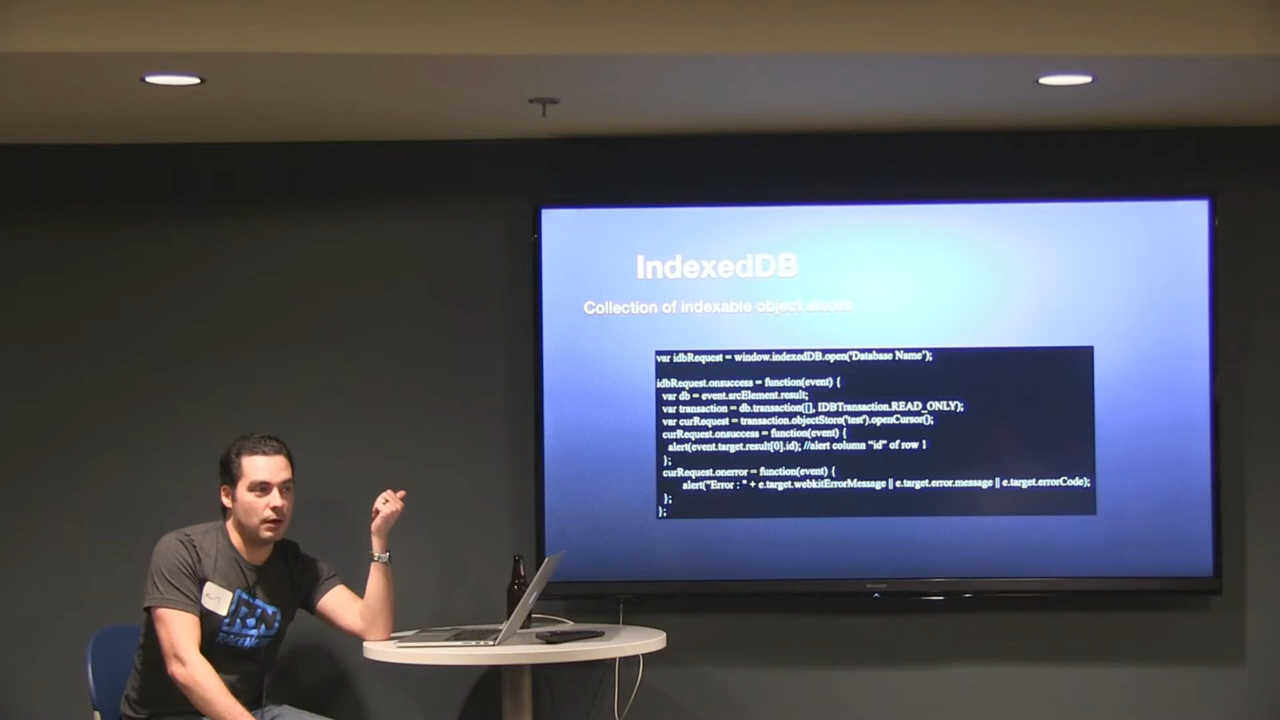 IndexedDB
Collection of indexable object stores
var idbRequest = window.indexedDB.open('Database Name');
idbRequest.onsuccess = function(event) {
var db = event.srcElement.result;
var transaction = db.transaction([], IDBTransaction.READ_ONLY);
var curRequest = transaction.objectStore('test').openCursor();
curRequest.onsuccess = function(event) {
alert(event.target.result[0].id); //alert column "id" of row 1
};
curRequest.onerror = function(event) {
alert("Error : " + e.target.webkitErrorMessage || e.target.error.message || e.target.errorCode);
};
};